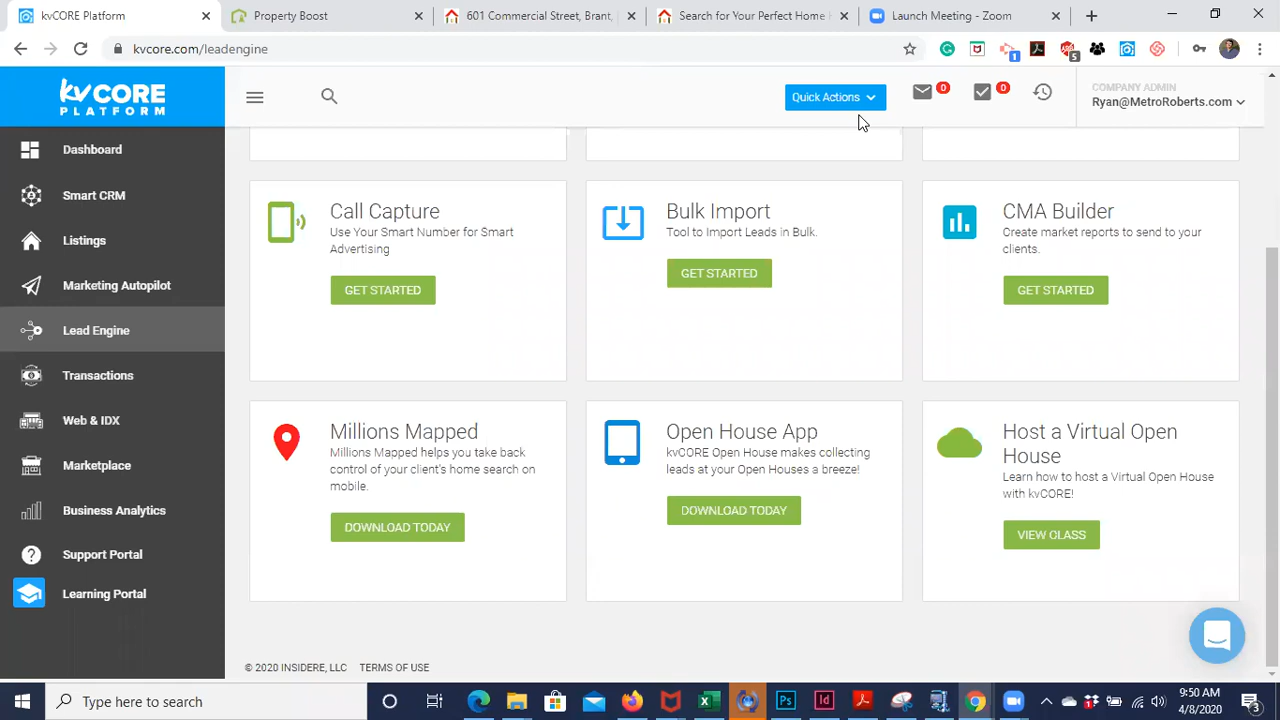 kvCORE Platform
Property Boost
601 Commercial Street, Brant,
Search for Your Perfect Home
Launch Meeting - Zoom
kvcore.com/leadengine
1
5
kvCORE
PLATFORM
Quick Actions
0
0
COMPANY ADMIN
Ryan@MetroRoberts.com
Dashboard
Smart CRM
Listings
Marketing Autopilot
Lead Engine
Transactions
Web & IDX
Marketplace
Business Analytics
Support Portal
Learning Portal
Call Capture
Use Your Smart Number for Smart
Advertising
GET STARTED
Bulk Import
Tool to Import Leads in Bulk.
GET STARTED
CMA Builder
Create market reports to send to your
clients.
GET STARTED
Millions Mapped
Millions Mapped helps you take back
control of your client's home search on
mobile.
DOWNLOAD TODAY
Open House App
kvCORE Open House makes collecting
leads at your Open Houses a breeze!
DOWNLOAD TODAY
Host a Virtual Open
House
Learn how to host a Virtual Open House
with kvCORE!
VIEW CLASS
© 2020 INSIDERE, LLC TERMS OF USE
Type here to search
Ps
Id
9:50 AM
4/8/2020
3